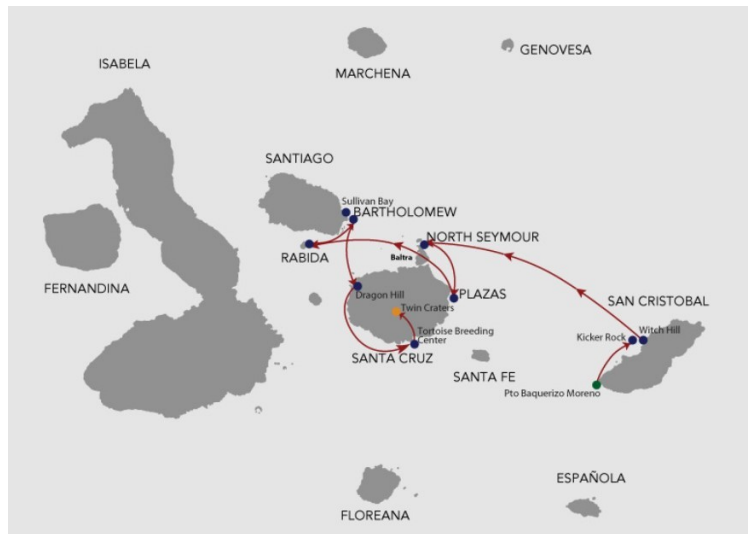 GENOVESA
ISABELA
MARCHENA
SANTIAGO
Sullivan Bay
BARTHOLOMEW
NORTH SEYMOUR
RABIDA
Baltra
FERNANDINA
Dragon Hill
PLAZAS
Twin Craters
SAN CRISTOBAL
Tortoise Breeding
Center
Kicker Rock
Witch Hill
SANTA CRUZ
SANTA FE
Pto Baquerizo Moreno
ESPAÑOLA
FLOREANA